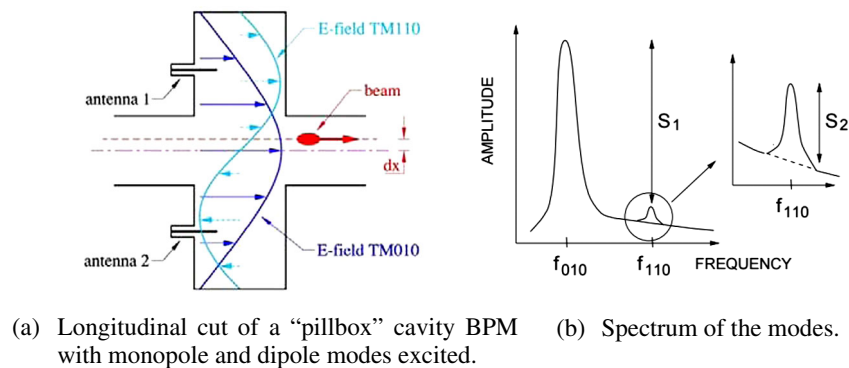 E-field TM110
antenna 1
beam
dx
antenna 2
E-field TM010
AMPLITUDE
S1
S2
f110
f010
f110
FREQUENCY
(a) Longitudinal cut of a “pillbox” cavity BPM
with monopole and dipole modes excited.
(b) Spectrum of the modes.